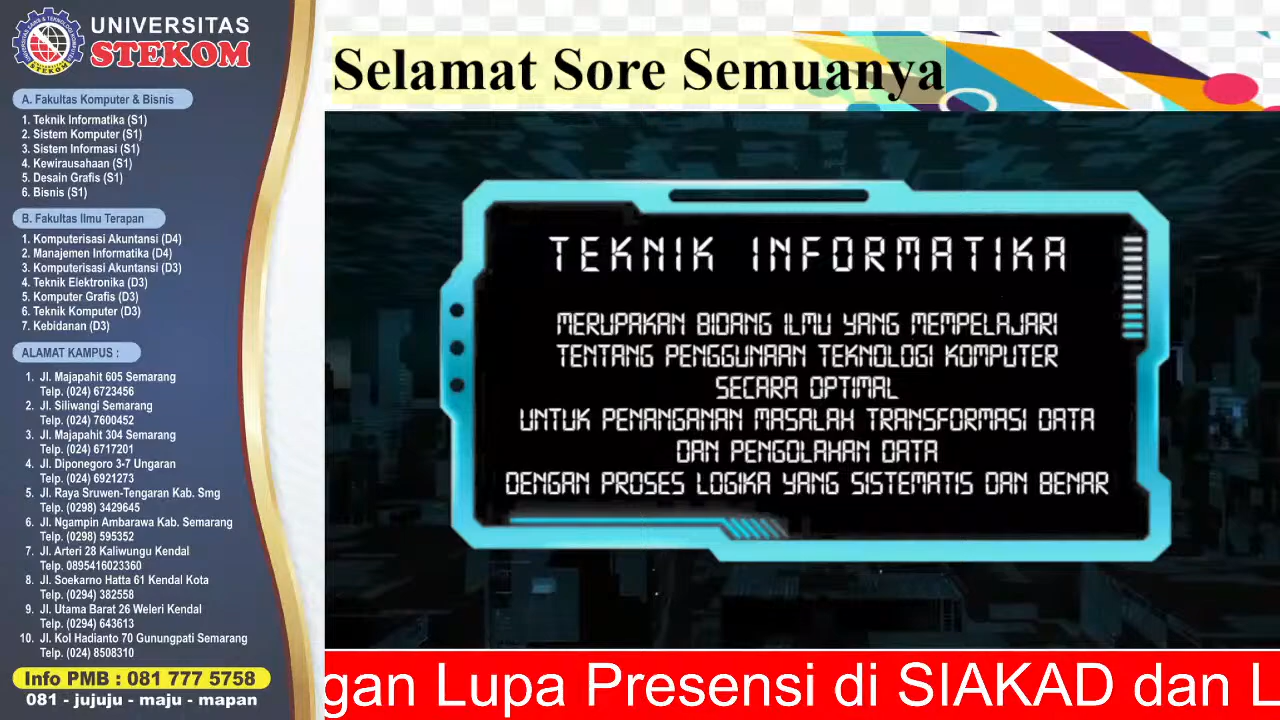 UNIVERSITAS
STEKOM
A. Fakultas Komputer & Bisnis
1. Teknik Informatika (S1)
2. Sistem Komputer (S1)
3. Sistem Informasi (S1)
4. Kewirausahaan (S1)
5. Desain Grafis (S1)
6. Bisnis (S1)
B. Fakultas Ilmu Terapan
1. Komputerisasi Akuntansi (D4)
2. Manajemen Informatika (D4)
3. Komputerisasi Akuntansi (D3)
4. Teknik Elektronika (D3)
5. Komputer Grafis (D3)
6. Teknik Komputer (D3)
7. Kebidanan (D3)
ALAMAT KAMPUS :
1. Jl. Majapahit 605 Semarang
Telp. (024) 6723456
2. Jl. Siliwangi Semarang
Telp. (024) 7600452
3. Jl. Majapahit 304 Semarang
Telp. (024) 6717201
4. Jl. Diponegoro 3-7 Ungaran
Telp. (024) 6921273
5. Jl. Raya Sruwen-Tengaran Kab. Smg
Telp. (0298) 3429645
6. Jl. Ngampin Ambarawa Kab. Semarang
Telp. (0298) 595352
7. Jl. Arteri 28 Kaliwungu Kendal
Telp. 0895416023360
8. Jl. Soekarno Hatta 61 Kendal Kota
Telp. (0294) 382558
9. Jl. Utama Barat 26 Weleri Kendal
Telp. (0294) 643613
10. Jl. Kol Hadianto 70 Gunungpati Semarang
Telp. (024) 8508310
Info PMB : 081 777 5758
081 - jujuju - maju - mapan
Selamat Sore Semuanya
TEKNIK INFORMATIKA
MERUPAKAN BIDANG ILMU YANG MEMPELAJARI
TENTANG PENGGUNAAN TEKNOLOGI KOMPUTER
SECARA OPTIMAL
UNTUK PENANGANAN MASALAH TRANSFORMASI DATA
DAN PENGOLAHAN DATA
DENGAN PROSES LOGIKA YANG SISTEMATIS DAN BENAR
gan Lupa Presensi di SIAKAD dan L